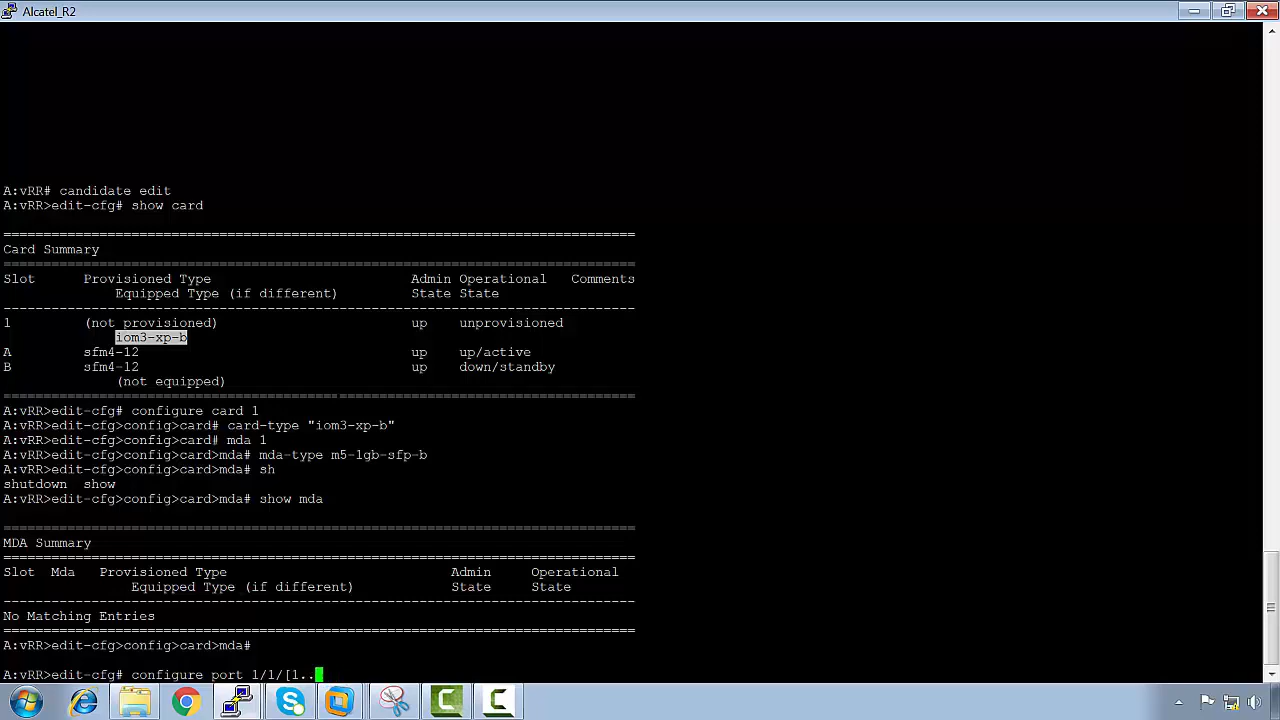 Alcatel_R2
A:vRR# candidate edit
A:vRR>edit-cfg# show card
===============================================================================
Card Summary
===============================================================================
Slot Provisioned Type Admin Operational Comments
Equipped Type (if different) State State
-------------------------------------------------------------------------------
1 (not provisioned) up unprovisioned
iom3-xp-b
A sfm4-12 up up/active
B sfm4-12 up down/standby
(not equipped)
===============================================================================
A:vRR>edit-cfg# configure card 1
A:vRR>edit-cfg>config>card# card-type "iom3-xp-b"
A:vRR>edit-cfg>config>card# mda 1
A:vRR>edit-cfg>config>card>mda# mda-type m5-1gb-sfp-b
A:vRR>edit-cfg>config>card>mda# sh
shutdown show
A:vRR>edit-cfg>config>card>mda# show mda
===============================================================================
MDA Summary
===============================================================================
Slot Mda Provisioned Type Admin Operational
Equipped Type (if different) State State
-------------------------------------------------------------------------------
No Matching Entries
===============================================================================
A:vRR>edit-cfg>config>card>mda#
A:vRR>edit-cfg# configure port 1/1/[1..